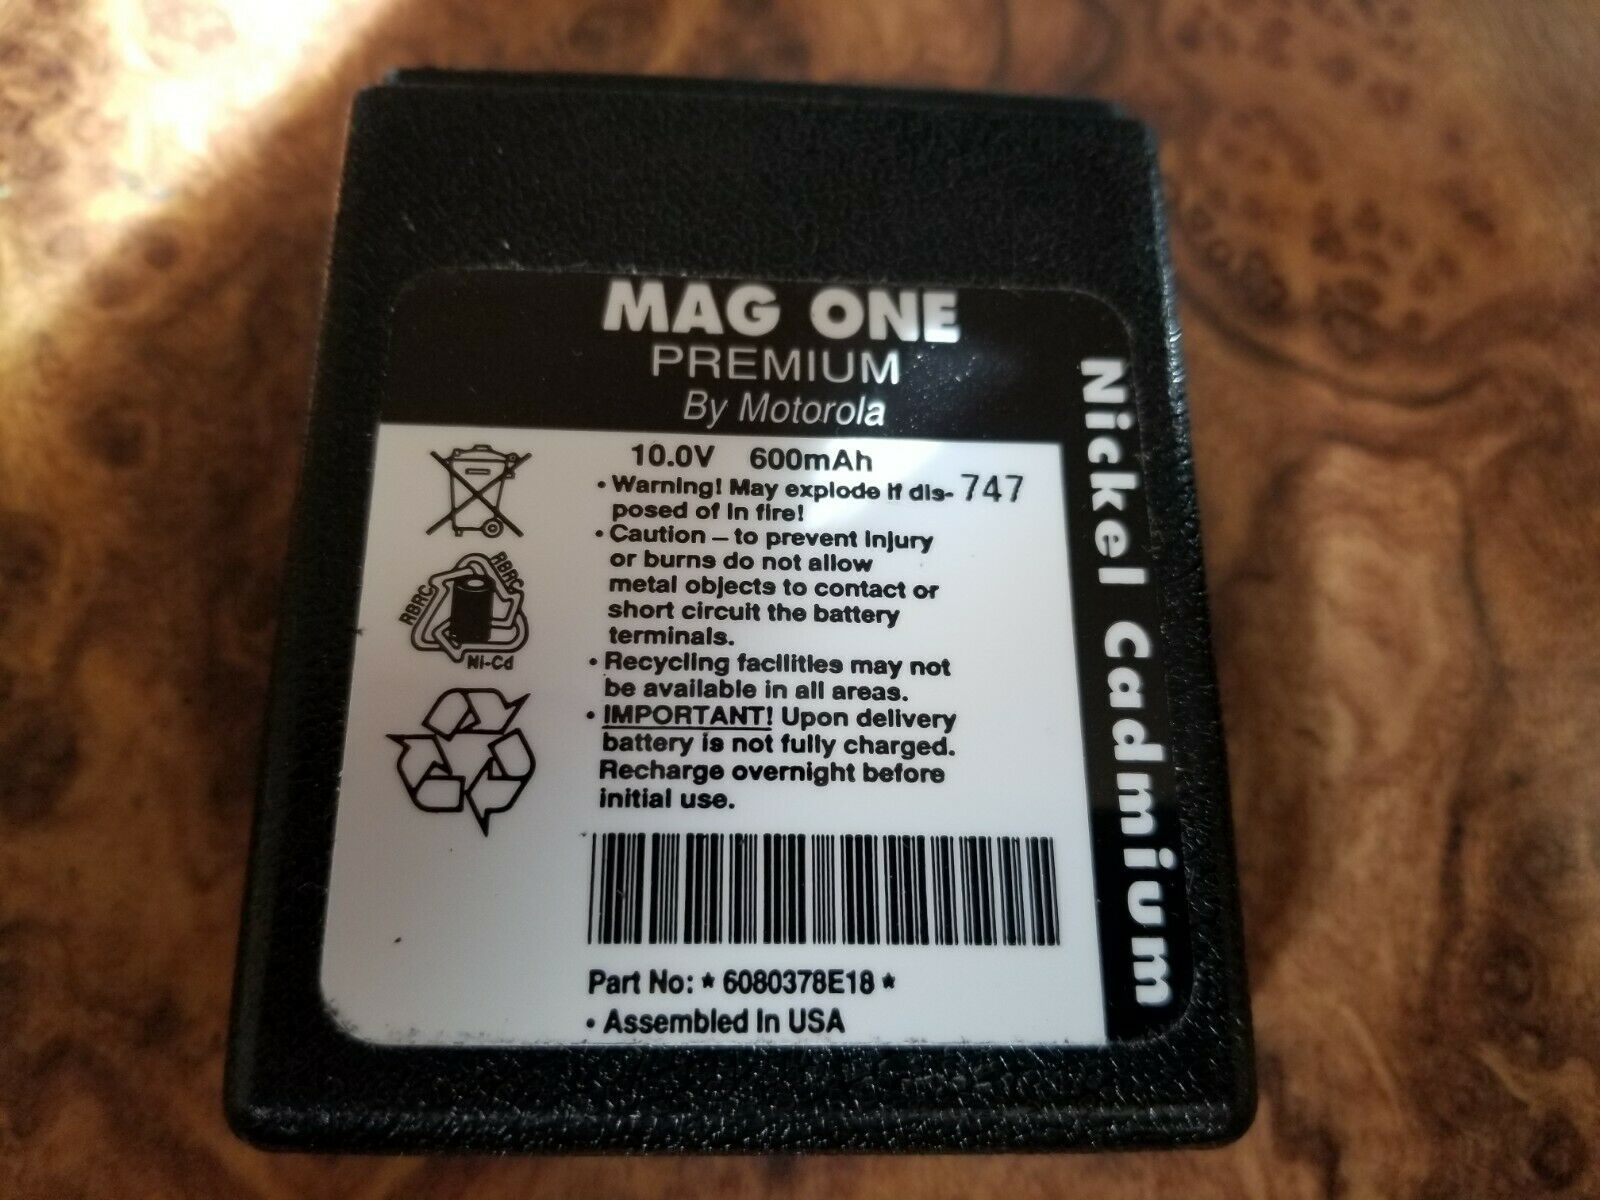 MAG ONE
PREMIUM
By Motorola
Nickel Cadmium
10.0V 600mAh
• Warning! May explode if dis- 747
posed of in fire!
• Caution – to prevent injury
or burns do not allow
metal objects to contact or
short circuit the battery
terminals.
• Recycling facilities may not
be available in all areas.
• IMPORTANT! Upon delivery
battery is not fully charged.
Recharge overnight before
initial use.
RBRC
RBRC
Ni-Cd
Part No: * 6080378E18 *
• Assembled In USA